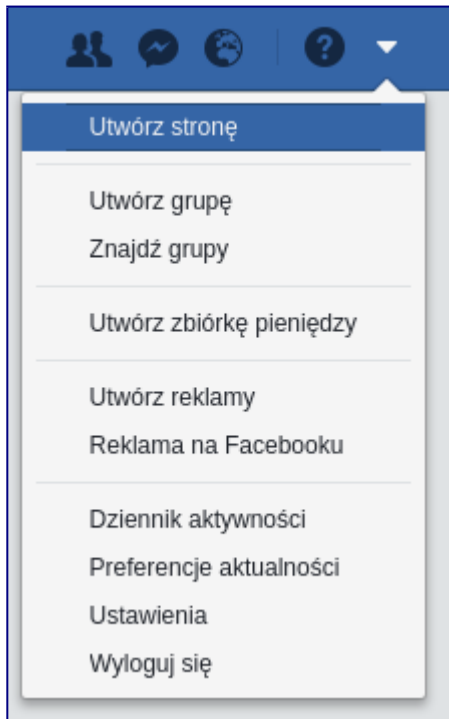 Utwórz stronę
Utwórz grupę
Znajdź grupy
Utwórz zbiórkę pieniędzy
Utwórz reklamy
Reklama na Facebooku
Dziennik aktywności
Preferencje aktualności
Ustawienia
Wyloguj się